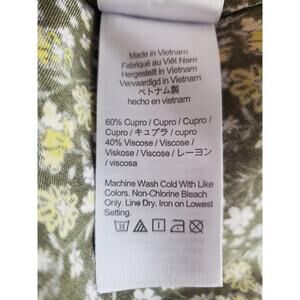 Made in Vietnam
Fabriqué au Viêt Nam
Hergestellt in Vietnam
Vervaardigd in Vietnam
ベトナム製
hecho en vietnam
60% Cupro / Cupro / Cupro /
Cupro / キュプラ / cupro
40% Viscose / Viscose /
Viskose / Viscose / レーヨン
/ viscosa
Machine Wash Cold With Like
Colors. Non-Chlorine Bleach
Only. Line Dry. Iron on Lowest
Setting.